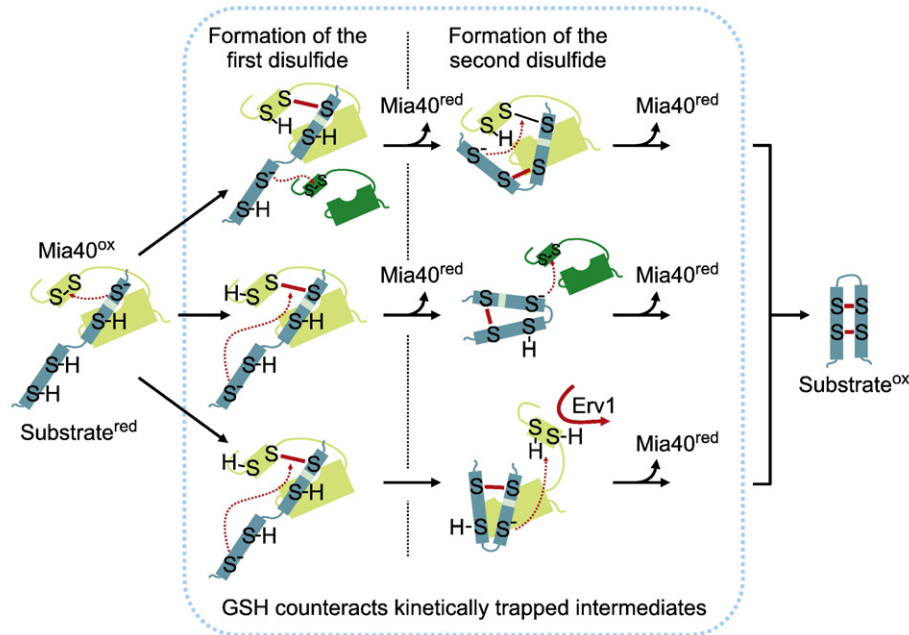 Formation of the
first disulfide
Formation of the
second disulfide
S
S
S
H
S-H
S-
S-H
S-S
Mia40red
S
S
H
S
S-
S
S
S-S
Mia40red
Mia40ox
S
S
S-
S-H
S-H
S-H
Substratered
H-S
S
S
S-H
S-H
S-
Mia40red
S
S-
S
S
H
S-S
Mia40red
S S
S S
Substrateox
H-S
S
S
S-H
S-H
S-
S
S-H
H
Erv1
S
S
H-S
S-
Mia40red
GSH counteracts kinetically trapped intermediates